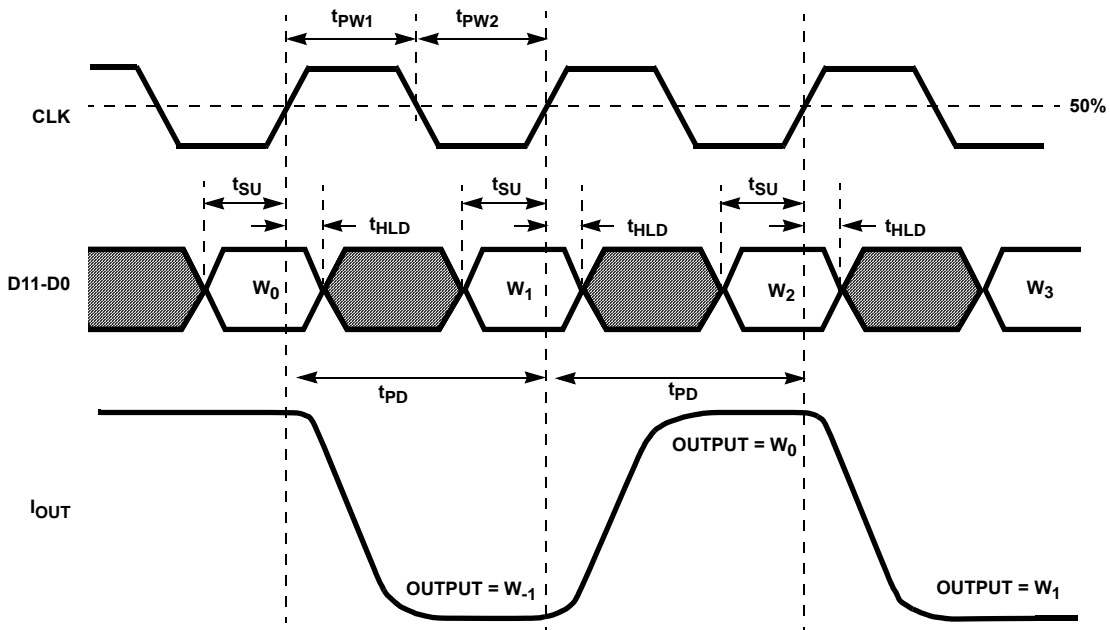 tPW1 tPW2
CLK
50%
tSU tSU tSU
tHLD tHLD tHLD
D11-D0
W0 W1 W2 W3
tPD tPD
OUTPUT = W0
IOUT
OUTPUT = W-1
OUTPUT = W1